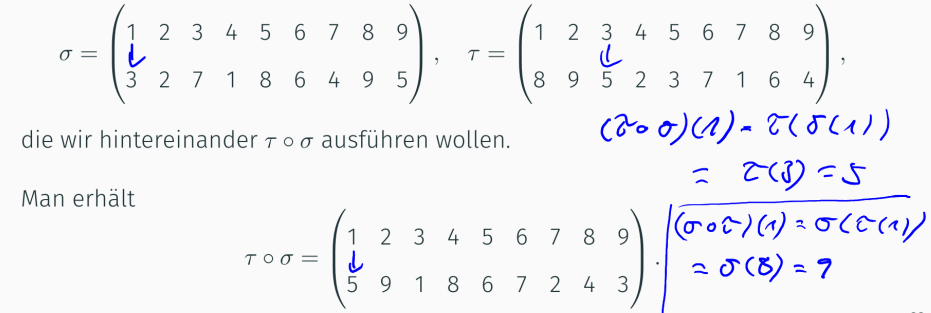 σ = ( 1 2 3 4 5 6 7 8 9 ) , τ = ( 1 2 3 4 5 6 7 8 9 ) ,
3 2 7 1 8 6 4 9 5 8 9 5 2 3 7 1 6 4
die wir hintereinander τ ∘ σ ausführen wollen.
(τ∘σ)(1) = τ(σ(1))
= τ(3) = 5
Man erhält
τ ∘ σ = ( 1 2 3 4 5 6 7 8 9 ) .
5 9 1 8 6 7 2 4 3
(σ∘τ)(1) = σ(τ(1))
= σ(8) = 9